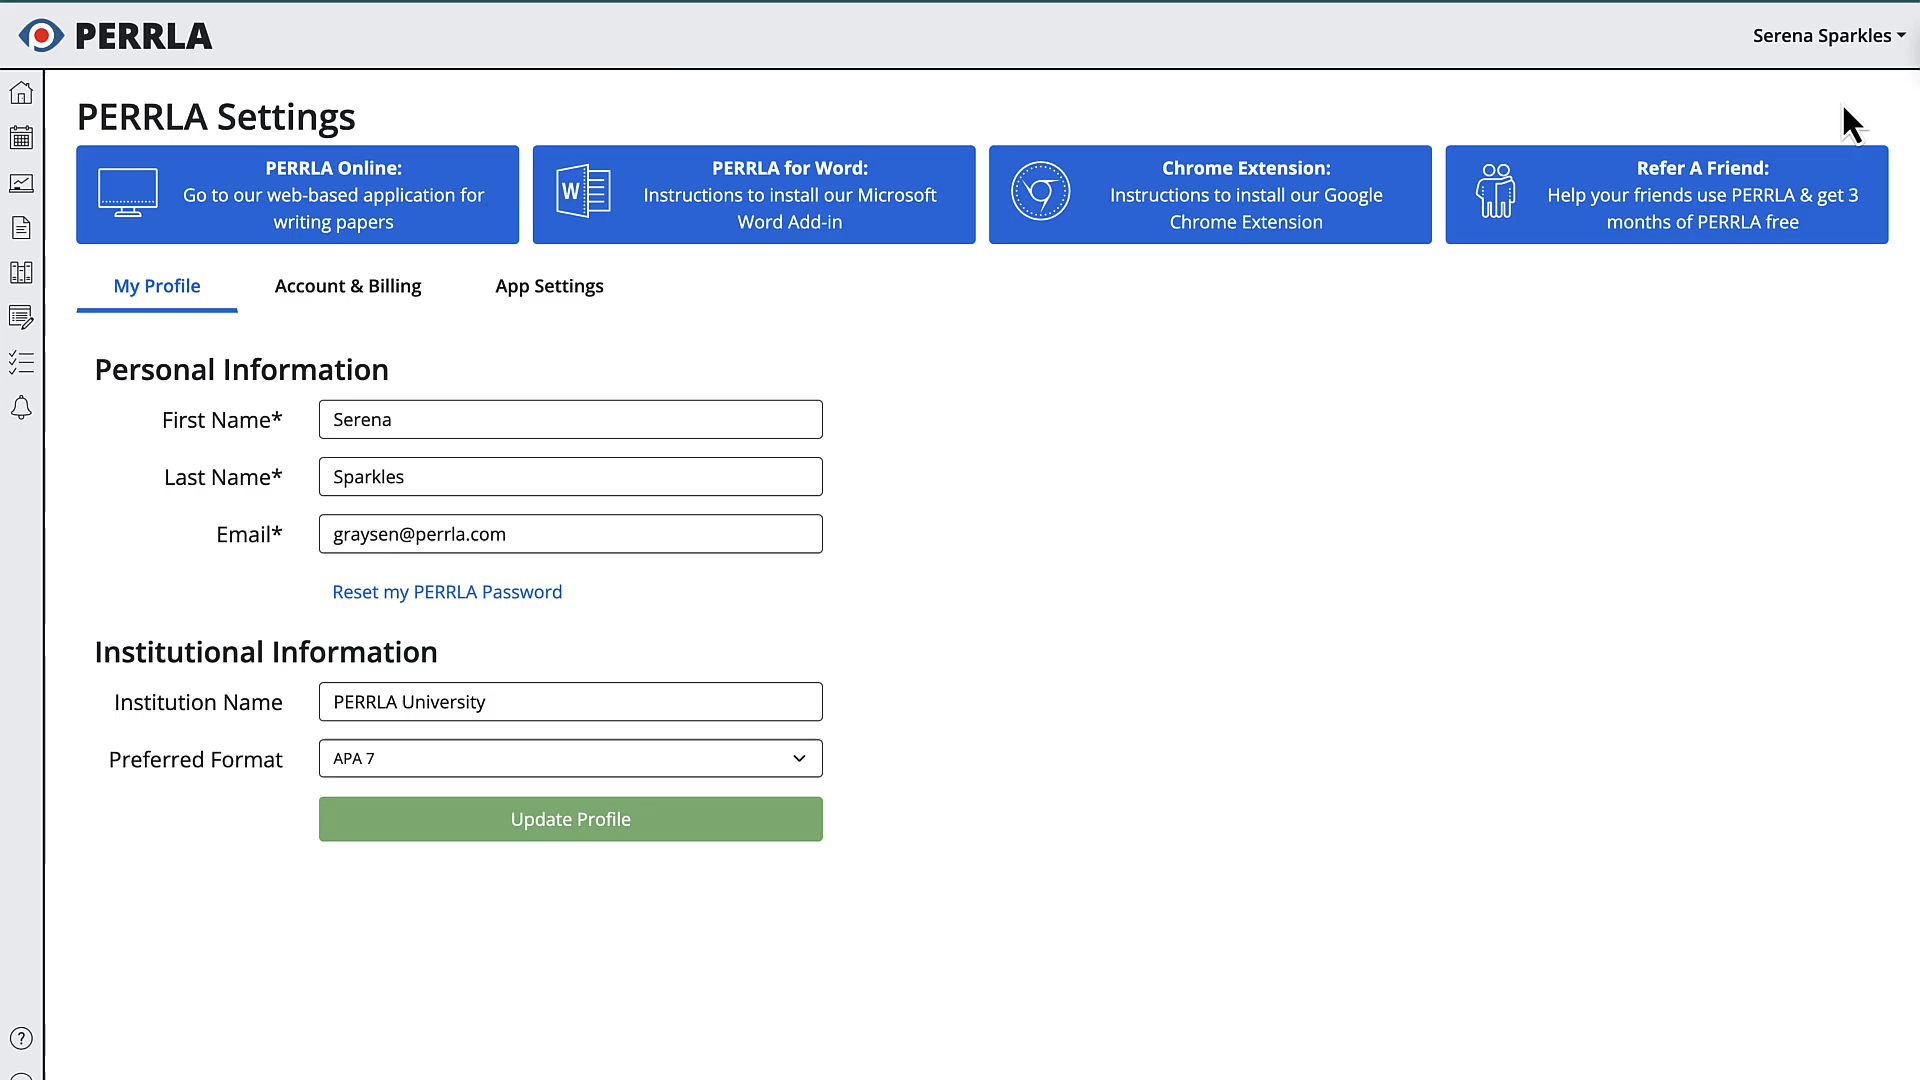 PERRLA
Serena Sparkles
PERRLA Settings
PERRLA Online:
Go to our web-based application for
writing papers
W
PERRLA for Word:
Instructions to install our Microsoft
Word Add-in
Chrome Extension:
Instructions to install our Google
Chrome Extension
Refer A Friend:
Help your friends use PERRLA & get 3
months of PERRLA free
My Profile
Account & Billing
App Settings
Personal Information
First Name*
Serena
Last Name*
Sparkles
Email*
graysen@perrla.com
Reset my PERRLA Password
Institutional Information
Institution Name
PERRLA University
Preferred Format
APA 7
Update Profile
?